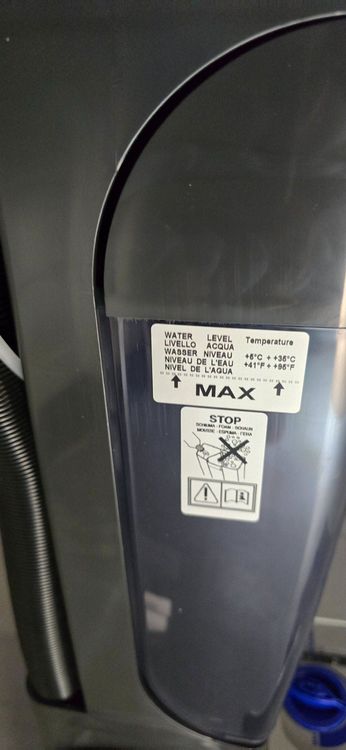 WATER LEVEL Temperature
LIVELLO ACQUA
WASSER NIVEAU +5°C ÷ +35°C
NIVEAU DE L'EAU +41°F ÷ +95°F
NIVEL DE L'AGUA
MAX
STOP
SCHIUMA - FOAM - SCHAUM
MOUSSE - ESPUMA -